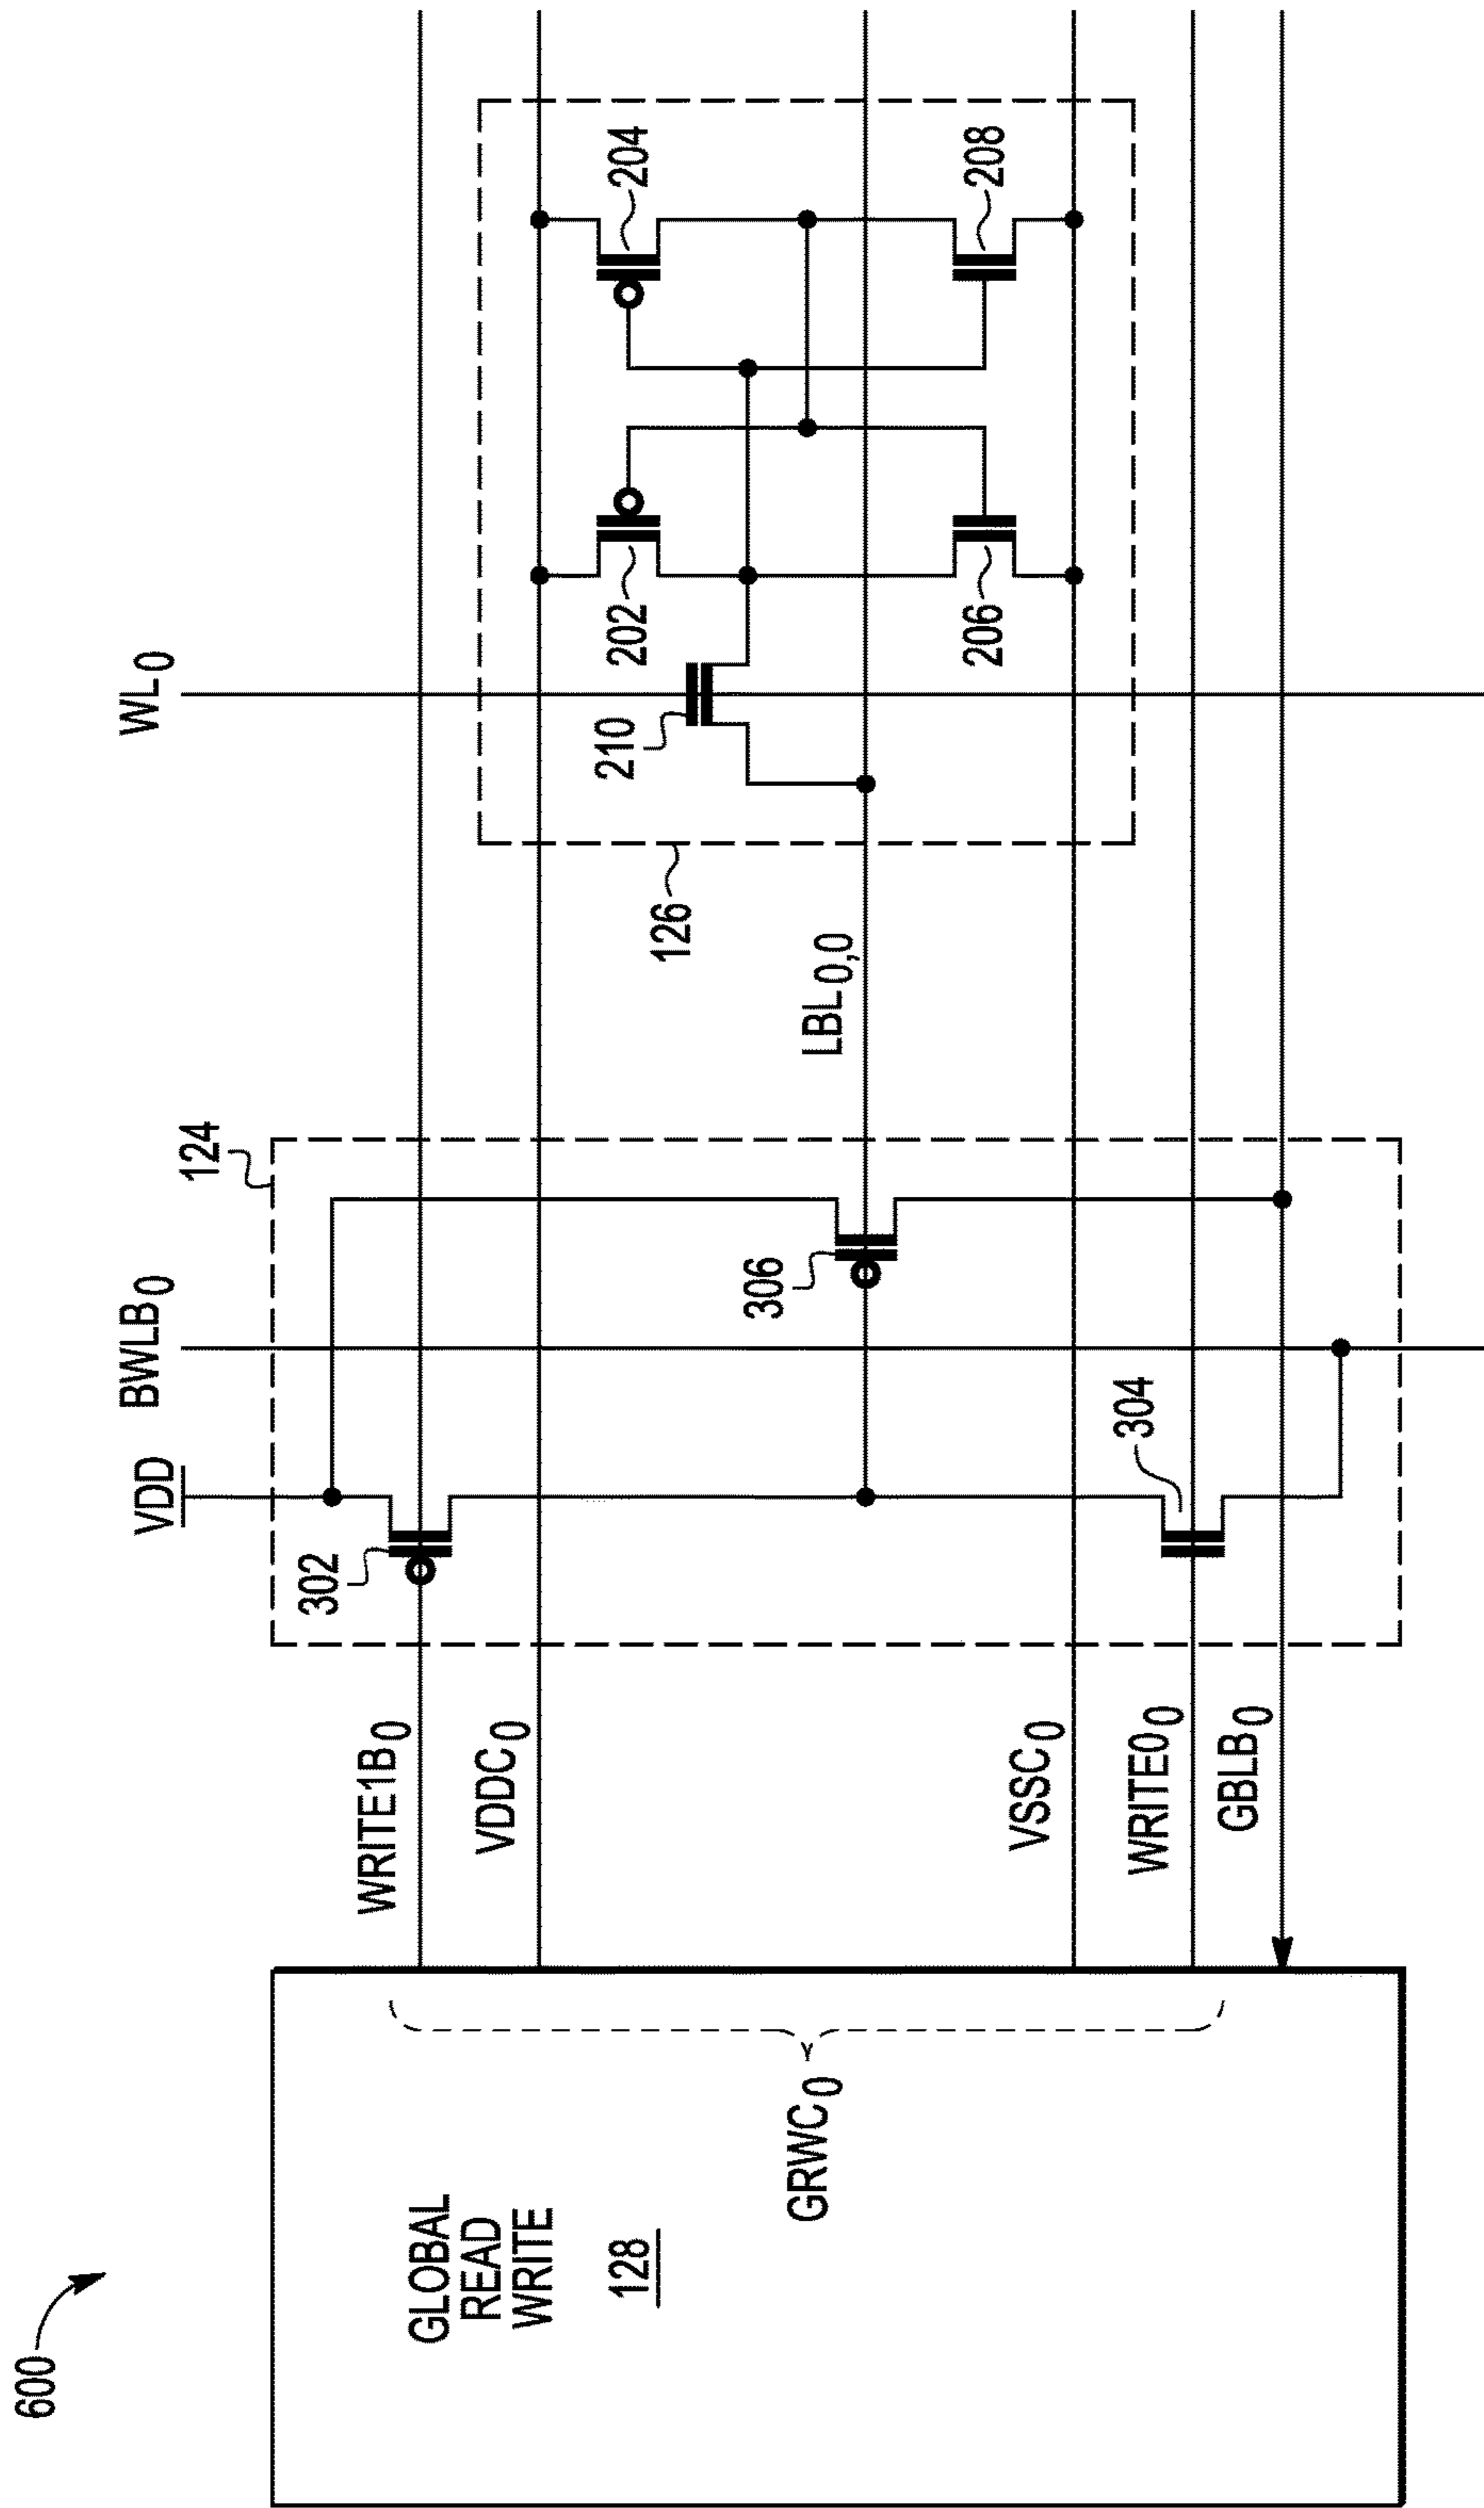 600
GLOBAL
READ
WRITE
128
GRWC0
WRITE1B0
VDDC0
VSSC0
WRITE00
GBLB0
VDD
BWLB0
124
302
304
306
LBL0,0
126
WL0
210
202
206
204
208